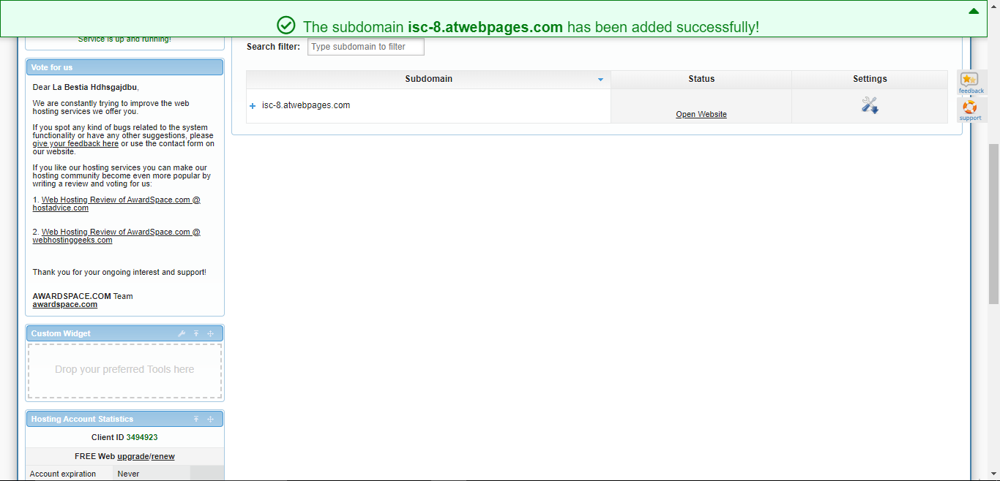 The subdomain isc-8.atwebpages.com has been added successfully!
Service is up and running!
Vote for us
Dear La Bestia Hdhsgajdbu,
We are constantly trying to improve the web
hosting services we offer you.
If you spot any kind of bugs related to the system
functionality or have any other suggestions, please
give your feedback here or use the contact form on
our website.
If you like our hosting services you can make our
hosting community become even more popular by
writing a review and voting for us:
1. Web Hosting Review of AwardSpace.com @
hostadvice.com
2. Web Hosting Review of AwardSpace.com @
webhostinggeeks.com
Thank you for your ongoing interest and support!
AWARDSPACE.COM Team
awardspace.com
Custom Widget
Drop your preferred Tools here
Hosting Account Statistics
Client ID 3494923
FREE Web upgrade/renew
Account expiration Never
Search filter: Type subdomain to filter
Subdomain Status Settings
isc-8.atwebpages.com
Open Website
feedback
support